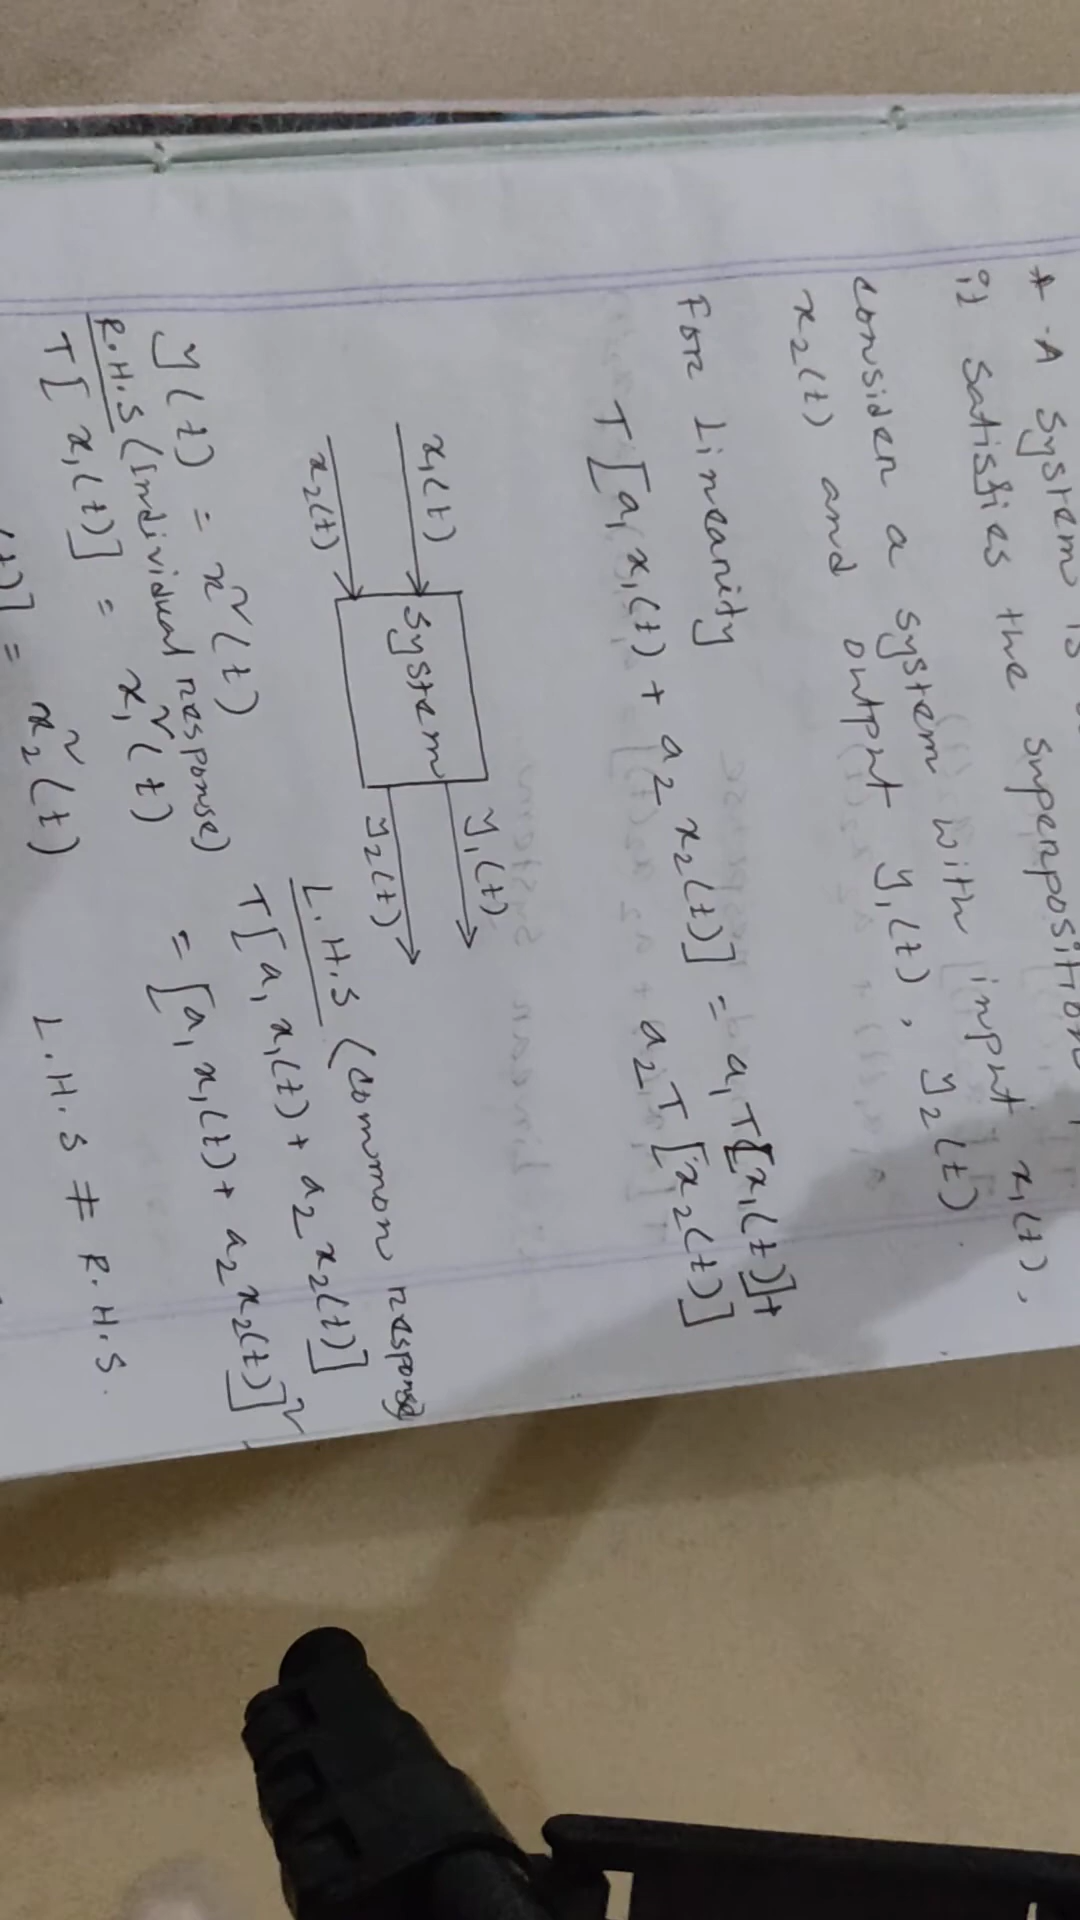 * A system is
it satisfies the superposition
consider a system with input x₁(t),
x₂(t) and output y₁(t), y₂(t)
For Linearity
T[a₁ x₁(t) + a₂ x₂(t)] = a₁ T[x₁(t)] +
a₂ T[x₂(t)]
x₁(t)
x₂(t)
system
y₁(t)
y₂(t)
y(t) = x²(t)
R.H.S (individual response)
T[x₁(t)] = x₁²(t)
(t)] = x₂²(t)
L.H.S (common response)
T[a₁ x₁(t) + a₂ x₂(t)]
= [a₁ x₁(t) + a₂ x₂(t)]²
L.H.S ≠ R.H.S.